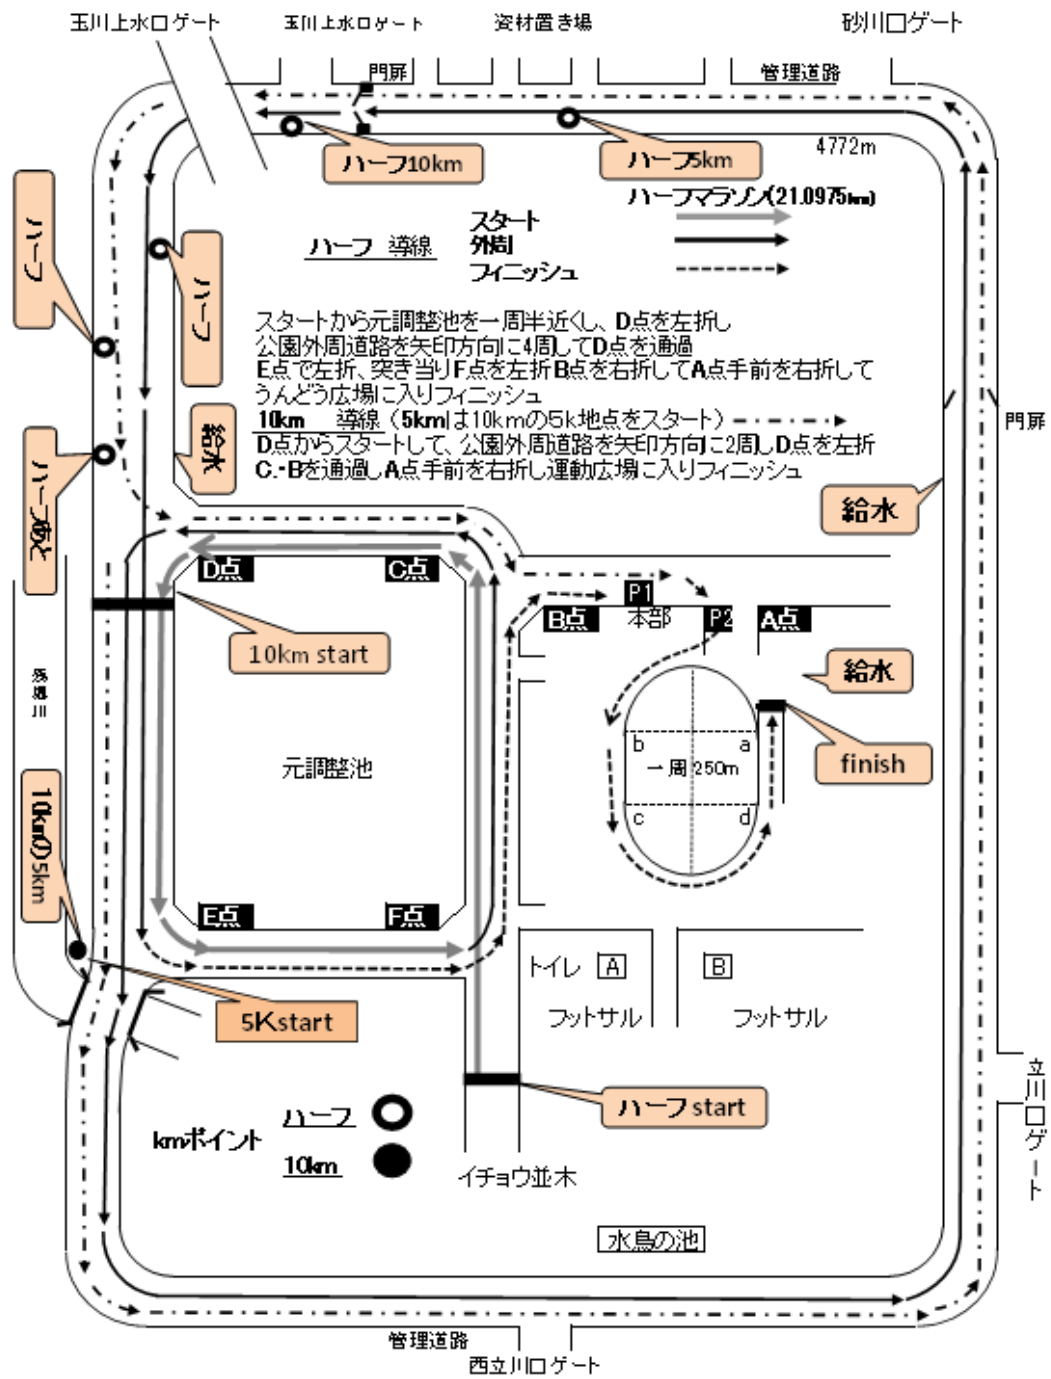 玉川上水口ゲート
玉川上水口ゲート
資材置き場
砂川口ゲート
門扉
管理道路
ハーフ10km
ハーフ5km
4772m
ハーフマラソン(21.0975km)
ハーフ 導線
スタート
外周
フィニッシュ
ハーフ
ハーフ
スタートから元調整池を一周半近くし、D点を左折し
公園外周道路を矢印方向に4周してD点を通過
E点で左折、突き当りF点を左折B点を右折してA点手前を右折して
うんどう広場に入りフィニッシュ
10km 導線（5kmは10kmの5k地点をスタート）
D点からスタートして、公園外周道路を矢印方向に2周しD点を左折
C.・Bを通過しA点手前を右折し運動広場に入りフィニッシュ
門扉
給水
給水
ハーフあと
D点
C点
P1
B点
本部
P2
A点
10km start
給水
残堀川
元調整池
b
a
一周 250m
c
d
finish
10kmの5km
E点
F点
トイレ
A
B
フットサル
フットサル
5K start
ハーフ start
立川口ゲート
kmポイント
ハーフ
10km
イチョウ並木
水鳥の池
管理道路
西立川口ゲート